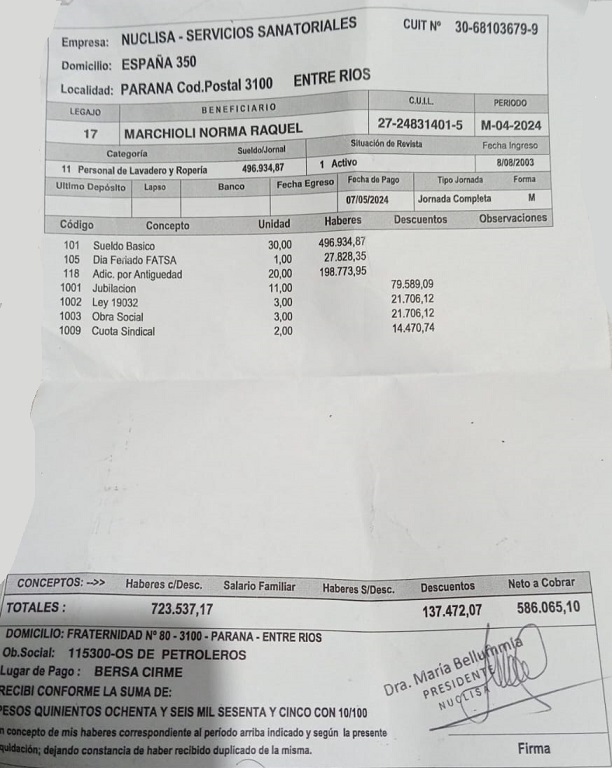 Empresa: NUCLISA - SERVICIOS SANATORIALES CUIT Nº 30-68103679-9
Domicilio: ESPAÑA 350
Localidad: PARANA Cod.Postal 3100 ENTRE RIOS
LEGAJO BENEFICIARIO C.U.I.L. PERIODO
17 MARCHIOLI NORMA RAQUEL 27-24831401-5 M-04-2024
Categoría Sueldo/Jornal Situación de Revista Fecha Ingreso
11 Personal de Lavadero y Ropería 496.934,87 1 Activo 8/08/2003
Ultimo Depósito Lapso Banco Fecha Egreso Fecha de Pago Tipo Jornada Forma
07/05/2024 Jornada Completa M
Código Concepto Unidad Haberes Descuentos Observaciones
101 Sueldo Basico 30,00 496.934,87
105 Dia Feriado FATSA 1,00 27.828,35
118 Adic. por Antiguedad 20,00 198.773,95
1001 Jubilacion 11,00 79.589,09
1002 Ley 19032 3,00 21.706,12
1003 Obra Social 3,00 21.706,12
1009 Cuota Sindical 2,00 14.470,74
CONCEPTOS: -->> Haberes c/Desc. Salario Familiar Haberes S/Desc. Descuentos Neto a Cobrar
TOTALES : 723.537,17 137.472,07 586.065,10
DOMICILIO: FRATERNIDAD Nº 80 - 3100 - PARANA - ENTRE RIOS
Ob.Social: 115300-OS DE PETROLEROS
Lugar de Pago : BERSA CIRME
RECIBI CONFORME LA SUMA DE:
PESOS QUINIENTOS OCHENTA Y SEIS MIL SESENTA Y CINCO CON 10/100
n concepto de mis haberes correspondiente al período arriba indicado y según la presente
quidación; dejando constancia de haber recibido duplicado de la misma.
Dra. María
PRESIDENTE
NUCLISA
Firma